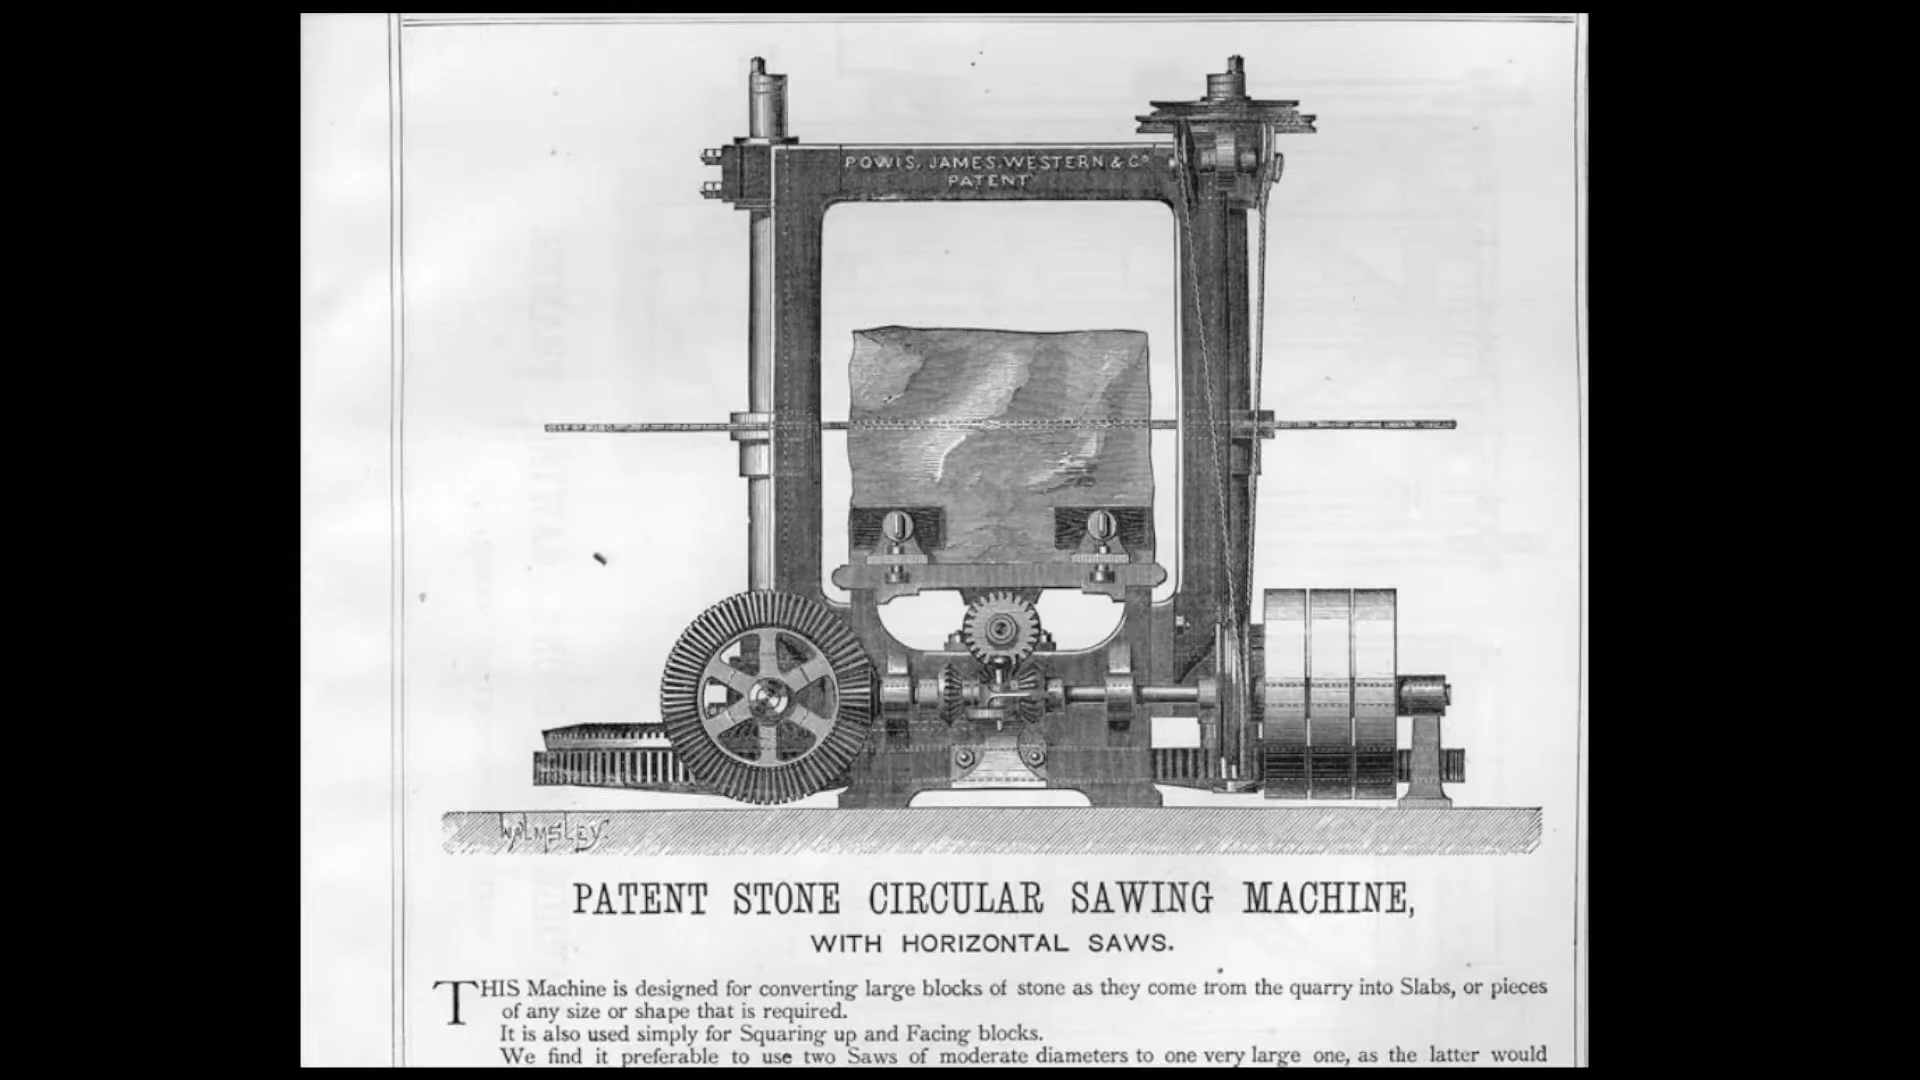 POWIS, JAMES, WESTERN & Cº
PATENT
WALMSLEY.
PATENT STONE CIRCULAR SAWING MACHINE,
WITH HORIZONTAL SAWS.
THIS Machine is designed for converting large blocks of stone as they come from the quarry into Slabs, or pieces
of any size or shape that is required.
It is also used simply for Squaring up and Facing blocks.
We find it preferable to use two Saws of moderate diameters to one very large one, as the latter would